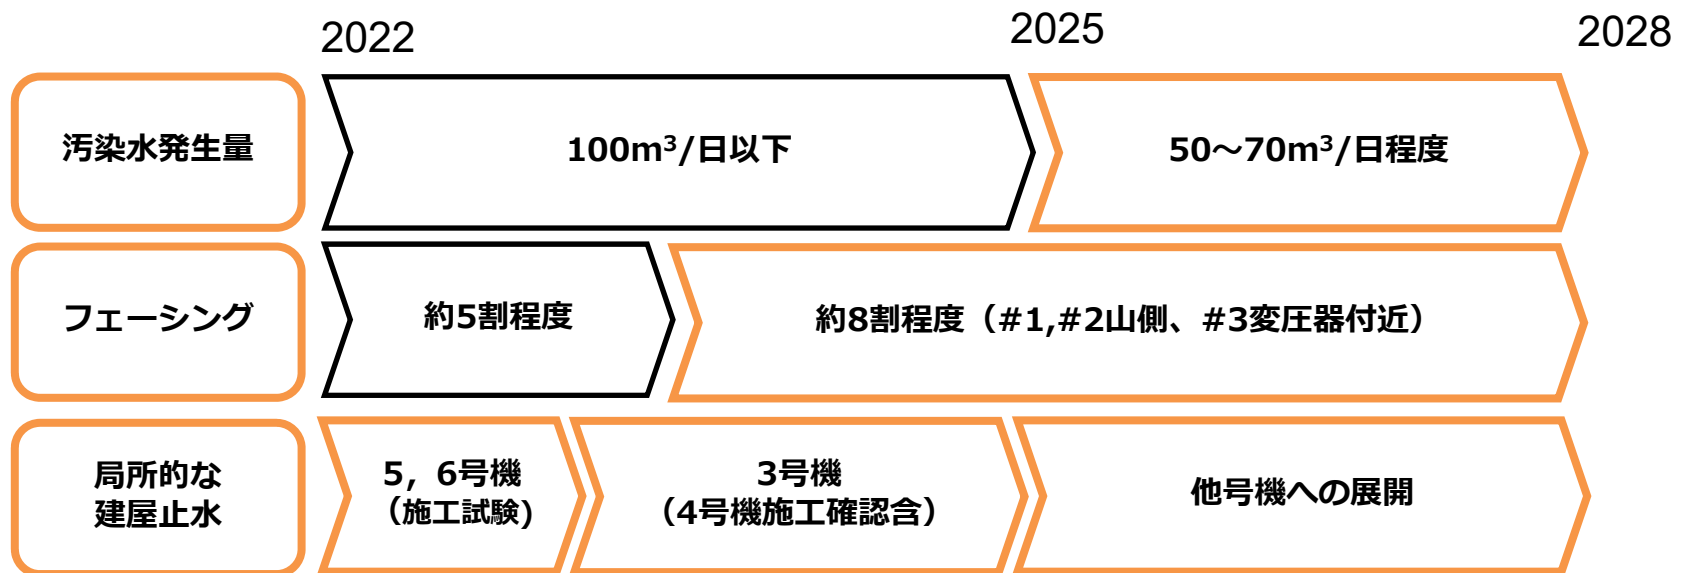 2022
2025
2028
汚染水発生量
100m³/日以下
50～70m³/日程度
フェーシング
約5割程度
約8割程度（#1,#2山側、#3変圧器付近）
局所的な
建屋止水
5，6号機
（施工試験)
3号機
（4号機施工確認含）
他号機への展開